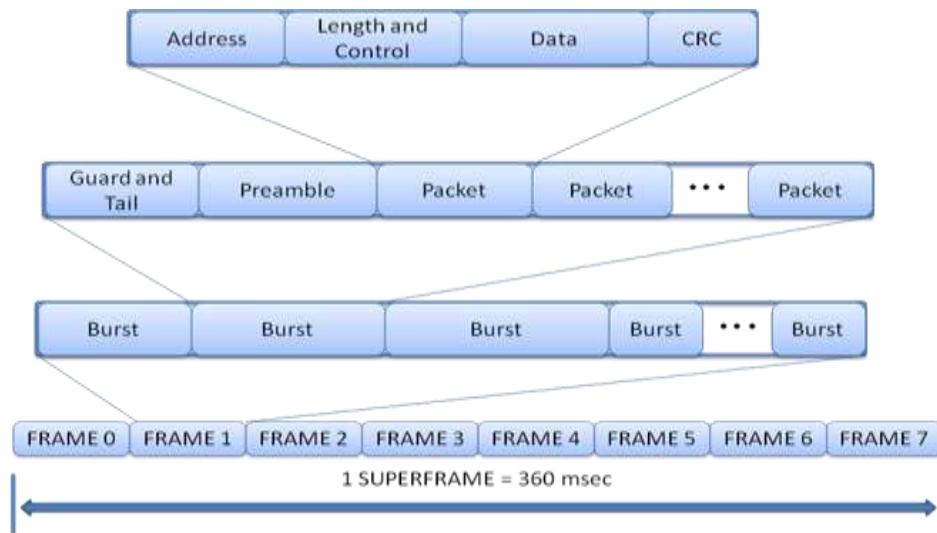 Address Length and Control Data CRC
Guard and Tail Preamble Packet Packet ••• Packet
Burst Burst Burst Burst ••• Burst
FRAME 0 FRAME 1 FRAME 2 FRAME 3 FRAME 4 FRAME 5 FRAME 6 FRAME 7
1 SUPERFRAME = 360 msec